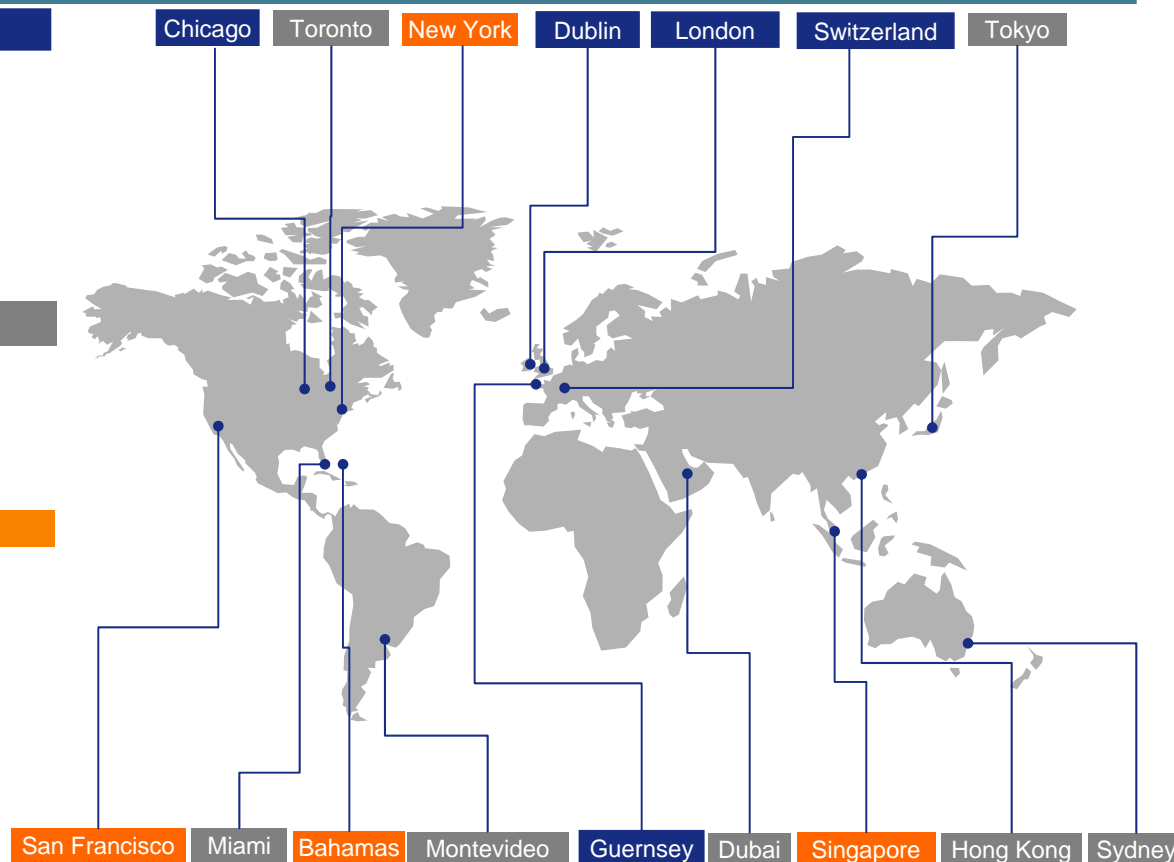 Chicago
Toronto
New York
Dublin
London
Switzerland
Tokyo
San Francisco
Miami
Bahamas
Montevideo
Guernsey
Dubai
Singapore
Hong Kong
Sydney